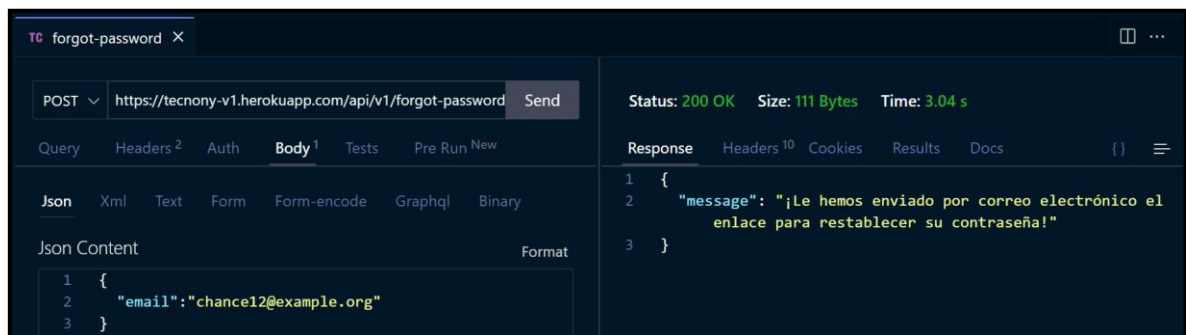 TC forgot-password ×
POST https://tecnony-v1.herokuapp.com/api/v1/forgot-password Send
Query Headers 2 Auth Body 1 Tests Pre Run New
Json Xml Text Form Form-encode Graphql Binary
Json Content Format
1 {
2 "email":"chance12@example.org"
3 }
Status: 200 OK Size: 111 Bytes Time: 3.04 s
Response Headers 10 Cookies Results Docs {}
1 {
2 "message": "¡Le hemos enviado por correo electrónico el
enlace para restablecer su contraseña!"
3 }